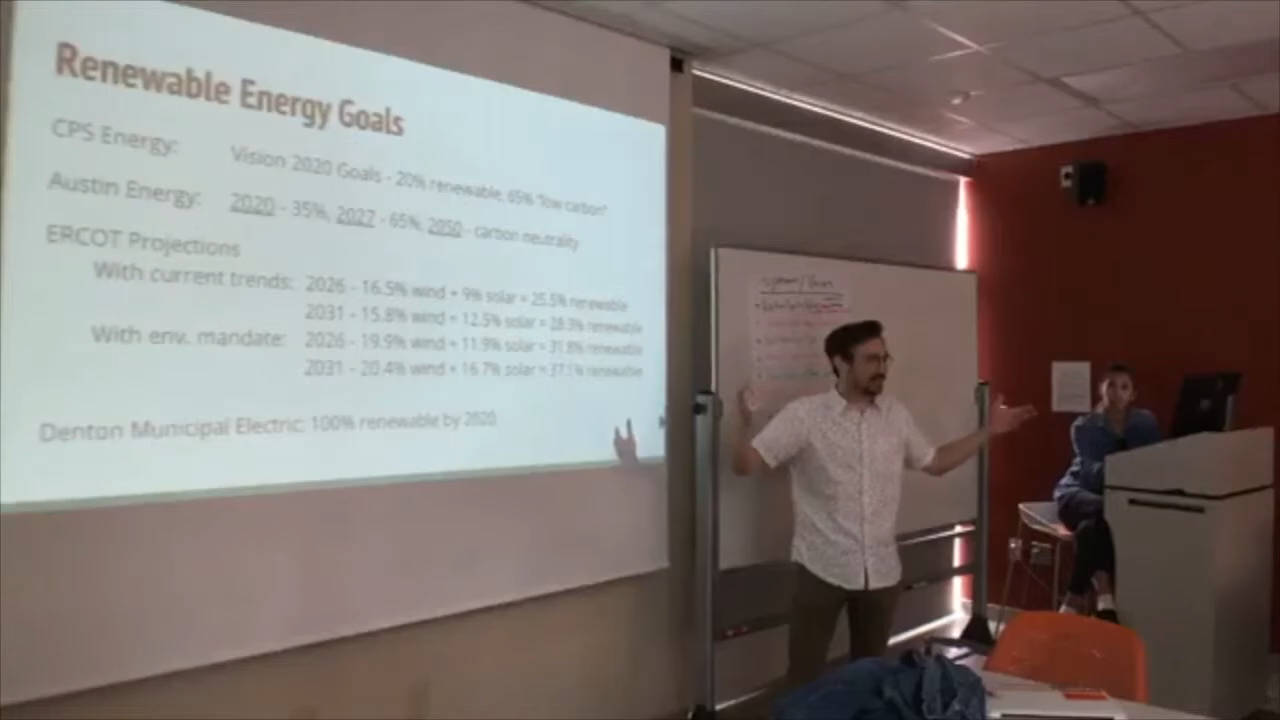 Renewable Energy Goals
CPS Energy: Vision 2020 Goals - 20% renewable, 65% "low carbon"
Austin Energy: 2020 - 35%, 2027 - 65%, 2050 - carbon neutrality
ERCOT Projections
With current trends: 2026 - 16.5% wind + 9% solar = 25.5% renewable
2031 - 15.8% wind + 12.5% solar = 28.3% renewable
With env. mandate: 2026 - 19.9% wind + 11.9% solar = 31.8% renewable
2031 - 20.4% wind + 16.7% solar = 37.1% renewable
Denton Municipal Electric: 100% renewable by 2020